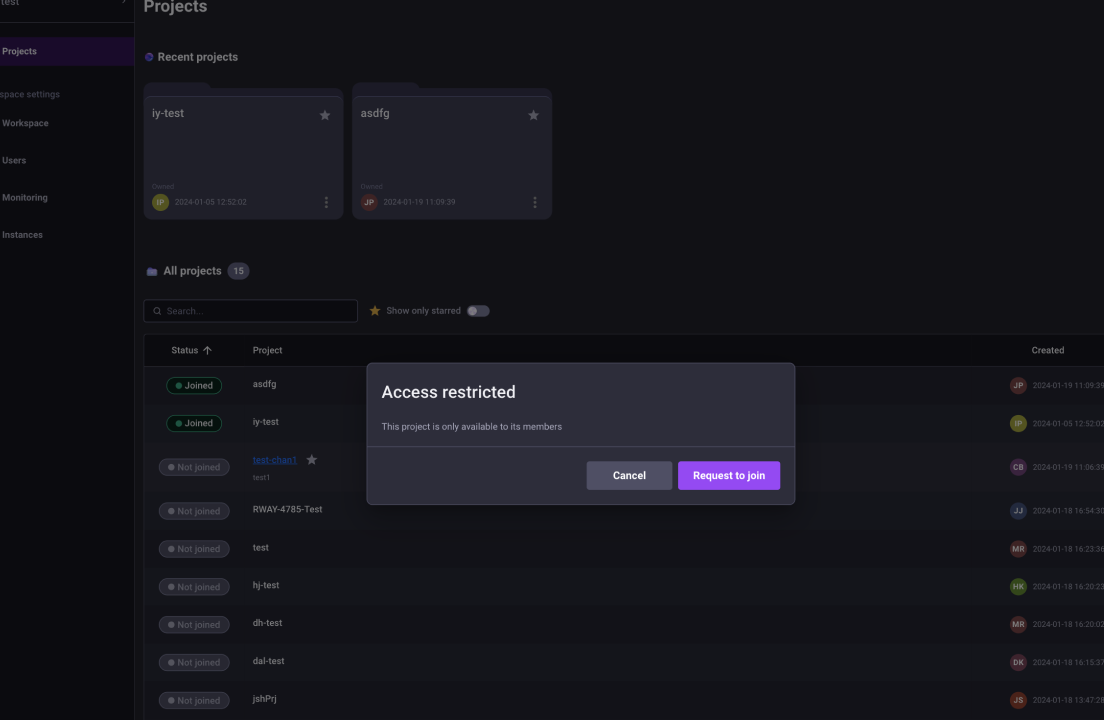 test
Projects
Projects
Recent projects
space settings
iy-test
asdfg
Workspace
Users
Owned
Owned
Monitoring
IP 2024-01-05 12:52:02
JP 2024-01-19 11:09:39
Instances
All projects 15
Search...
Show only starred
Status Project Created
Joined asdfg JP 2024-01-19 11:09:39
Access restricted
Joined iy-test IP 2024-01-05 12:52:02
This project is only available to its members
Not joined test-chan1 CB 2024-01-19 11:06:39
test1
Cancel Request to join
Not joined RWAY-4785-Test JJ 2024-01-18 16:54:30
Not joined test MR 2024-01-18 16:23:36
Not joined hj-test HK 2024-01-18 16:20:23
Not joined dh-test MR 2024-01-18 16:20:02
Not joined dal-test DK 2024-01-18 16:15:37
Not joined jshPrj JS 2024-01-18 13:47:28